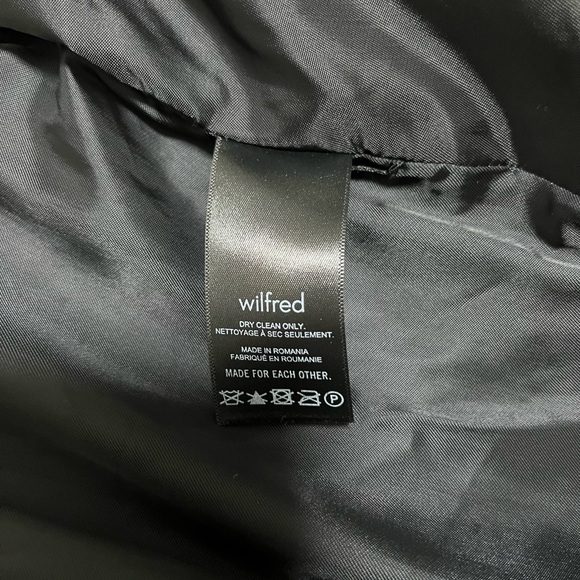 wilfred
DRY CLEAN ONLY.
NETTOYAGE À SEC SEULEMENT.
MADE IN ROMANIA
FABRIQUÉ EN ROUMANIE
MADE FOR EACH OTHER.
P